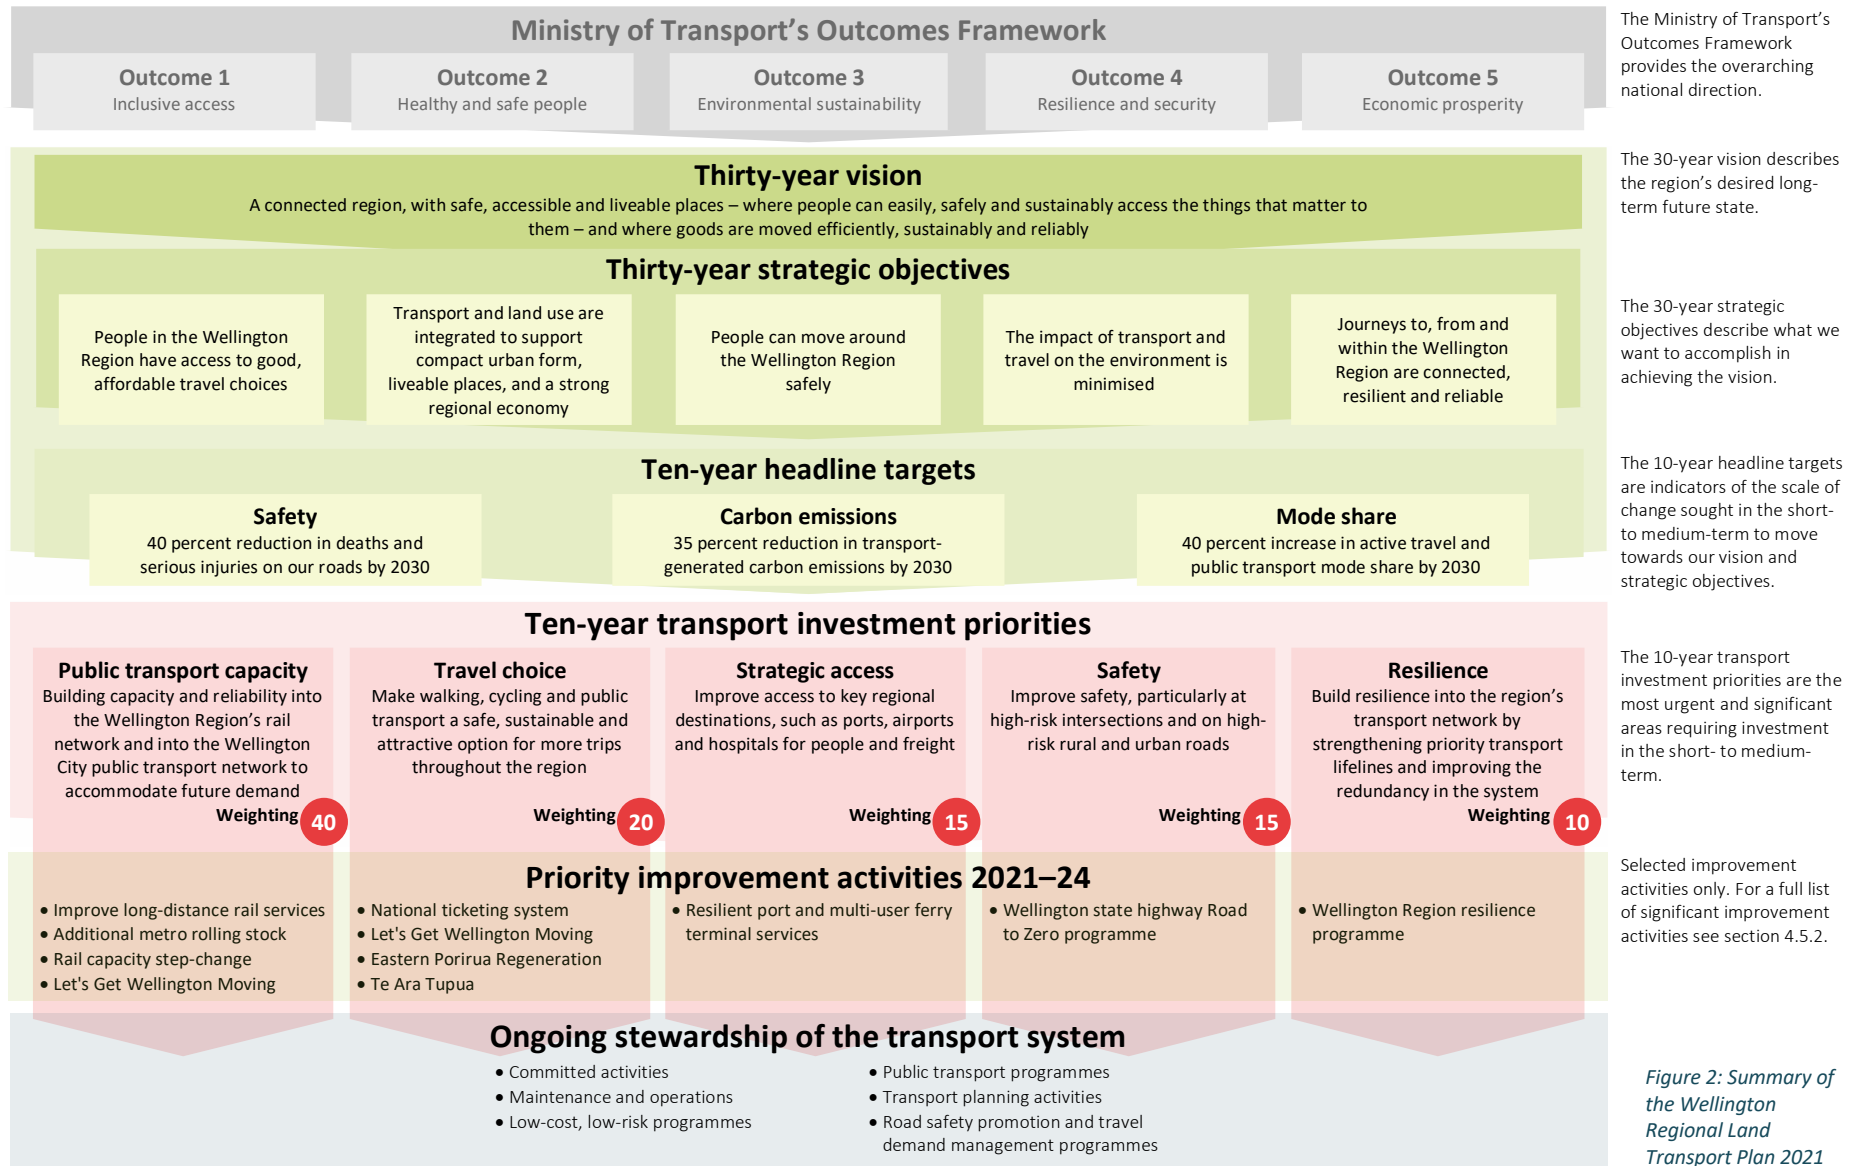 Ministry of Transport's Outcomes Framework
Outcome 1
Inclusive access
Outcome 2
Healthy and safe people
Outcome 3
Environmental sustainability
Outcome 4
Resilience and security
Outcome 5
Economic prosperity
The Ministry of Transport's
Outcomes Framework
provides the overarching
national direction.
Thirty-year vision
A connected region, with safe, accessible and liveable places – where people can easily, safely and sustainably access the things that matter to
them – and where goods are moved efficiently, sustainably and reliably
The 30-year vision describes
the region's desired long-
term future state.
Thirty-year strategic objectives
People in the Wellington
Region have access to good,
affordable travel choices
Transport and land use are
integrated to support
compact urban form,
liveable places, and a strong
regional economy
People can move around
the Wellington Region
safely
The impact of transport and
travel on the environment is
minimised
Journeys to, from and
within the Wellington
Region are connected,
resilient and reliable
The 30-year strategic
objectives describe what we
want to accomplish in
achieving the vision.
Ten-year headline targets
Safety
40 percent reduction in deaths and
serious injuries on our roads by 2030
Carbon emissions
35 percent reduction in transport-
generated carbon emissions by 2030
Mode share
40 percent increase in active travel and
public transport mode share by 2030
The 10-year headline targets
are indicators of the scale of
change sought in the short-
to medium-term to move
towards our vision and
strategic objectives.
Ten-year transport investment priorities
Public transport capacity
Building capacity and reliability into
the Wellington Region's rail
network and into the Wellington
City public transport network to
accommodate future demand
Weighting 40
Travel choice
Make walking, cycling and public
transport a safe, sustainable and
attractive option for more trips
throughout the region
Weighting 20
Strategic access
Improve access to key regional
destinations, such as ports, airports
and hospitals for people and freight
Weighting 15
Safety
Improve safety, particularly at
high-risk intersections and on high-
risk rural and urban roads
Weighting 15
Resilience
Build resilience into the region's
transport network by
strengthening priority transport
lifelines and improving the
redundancy in the system
Weighting 10
The 10-year transport
investment priorities are the
most urgent and significant
areas requiring investment
in the short- to medium-
term.
Priority improvement activities 2021–24
• Improve long-distance rail services
• Additional metro rolling stock
• Rail capacity step-change
• Let's Get Wellington Moving
• National ticketing system
• Let's Get Wellington Moving
• Eastern Porirua Regeneration
• Te Ara Tupua
• Resilient port and multi-user ferry
terminal services
• Wellington state highway Road
to Zero programme
• Wellington Region resilience
programme
Selected improvement
activities only. For a full list
of significant improvement
activities see section 4.5.2.
Ongoing stewardship of the transport system
• Committed activities
• Maintenance and operations
• Low-cost, low-risk programmes
• Public transport programmes
• Transport planning activities
• Road safety promotion and travel
demand management programmes
Figure 2: Summary of
the Wellington
Regional Land
Transport Plan 2021